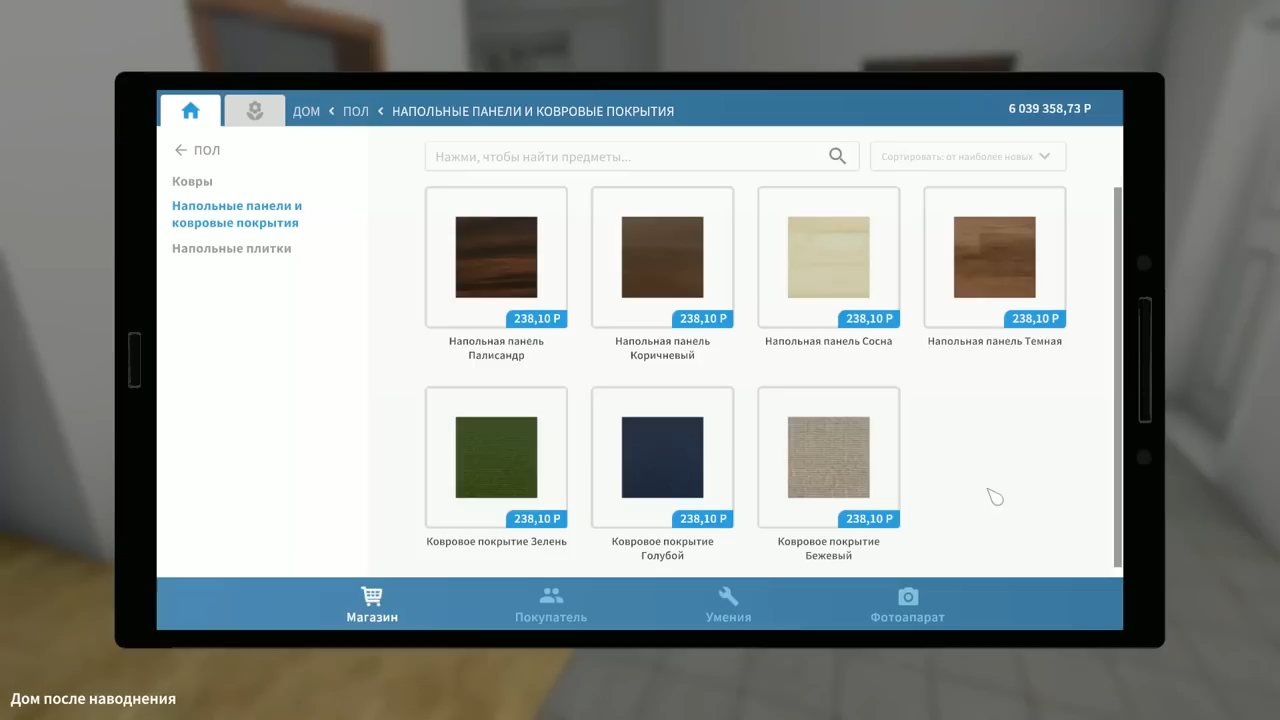 ДОМ < ПОЛ < НАПОЛЬНЫЕ ПАНЕЛИ И КОВРОВЫЕ ПОКРЫТИЯ
6 039 358,73 Р
ПОЛ
Ковры
Напольные панели и
ковровые покрытия
Напольные плитки
Нажми, чтобы найти предметы...
Сортировать: от наиболее новых
238,10 Р
Напольная панель
Палисандр
238,10 Р
Напольная панель
Коричневый
238,10 Р
Напольная панель Сосна
238,10 Р
Напольная панель Темная
238,10 Р
Ковровое покрытие Зелень
238,10 Р
Ковровое покрытие
Голубой
238,10 Р
Ковровое покрытие
Бежевый
Магазин
Покупатель
Умения
Фотоаппарат
Дом после наводнения